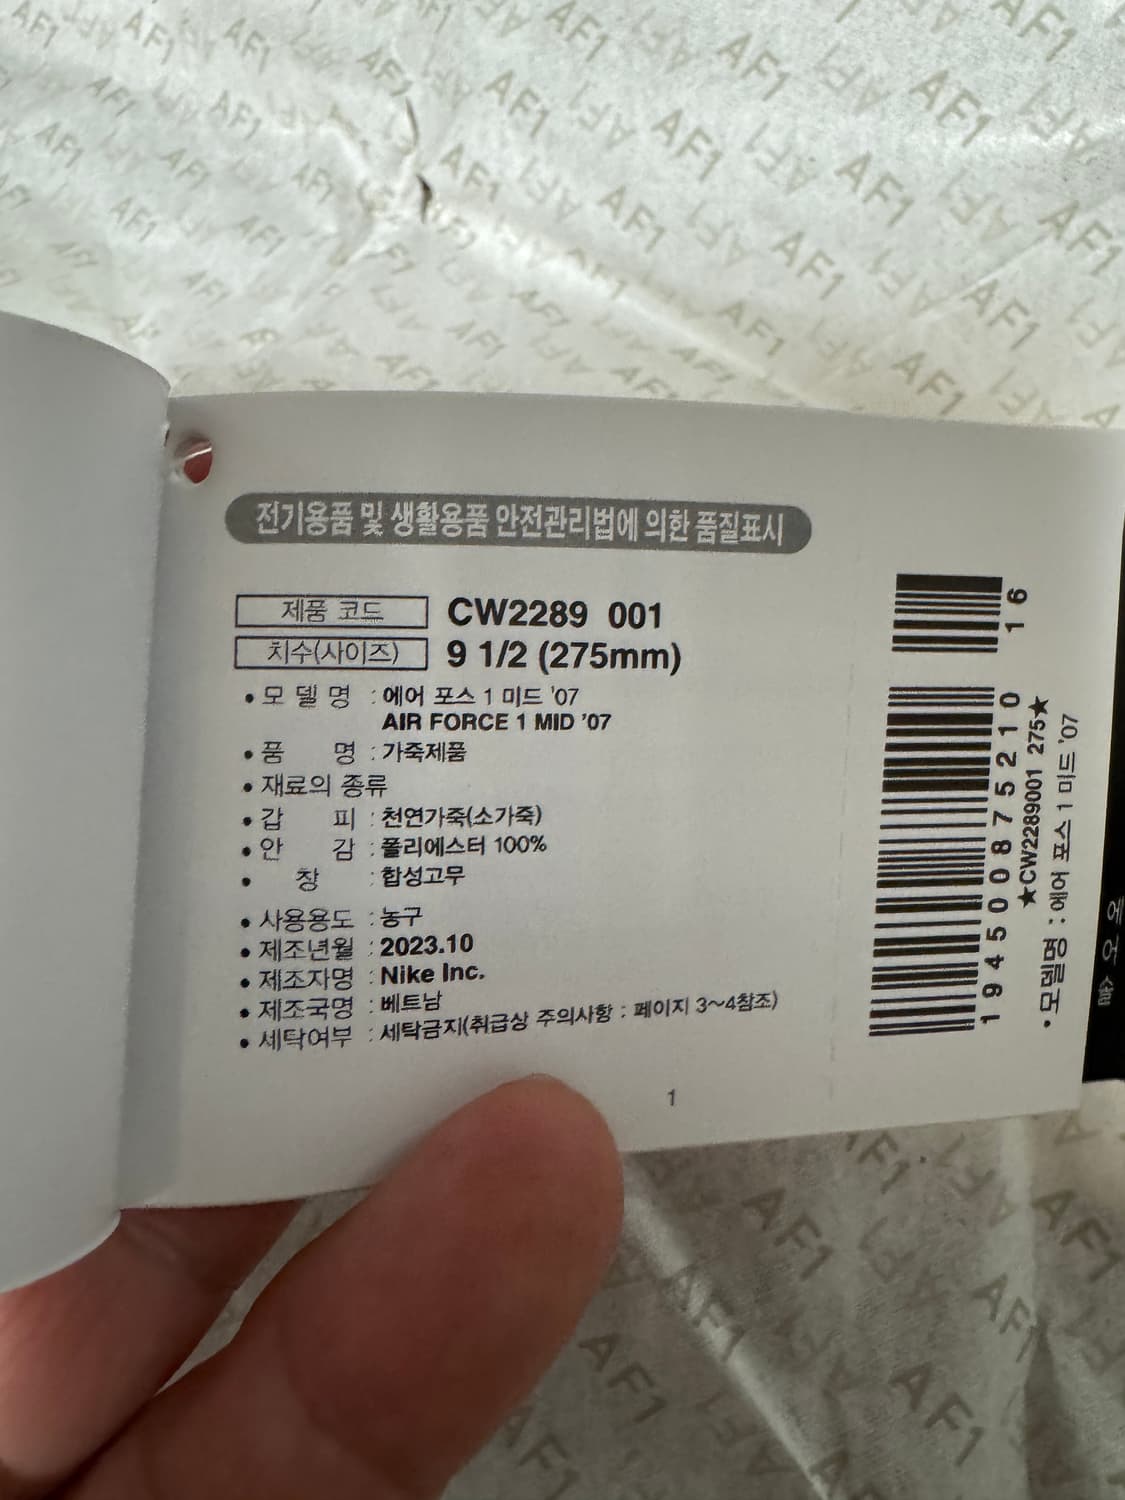 전기용품 및 생활용품 안전관리법에 의한 품질표시
제품 코드 CW2289 001
치수(사이즈) 9 1/2 (275mm)
• 모 델 명 : 에어 포스 1 미드 '07
AIR FORCE 1 MID '07
• 품 명 : 가죽제품
• 재료의 종류
• 갑 피 : 천연가죽(소가죽)
• 안 감 : 폴리에스터 100%
• 창 : 합성고무
• 사용용도 : 농구
• 제조년월 : 2023.10
• 제조자명 : Nike Inc.
• 제조국명 : 베트남
• 세탁여부 : 세탁금지(취급상 주의사항 : 페이지 3~4참조)
1
16
194500875210
★CW2289001 275★
• 모델명 : 에어 포스 1 미드 '07
AF1